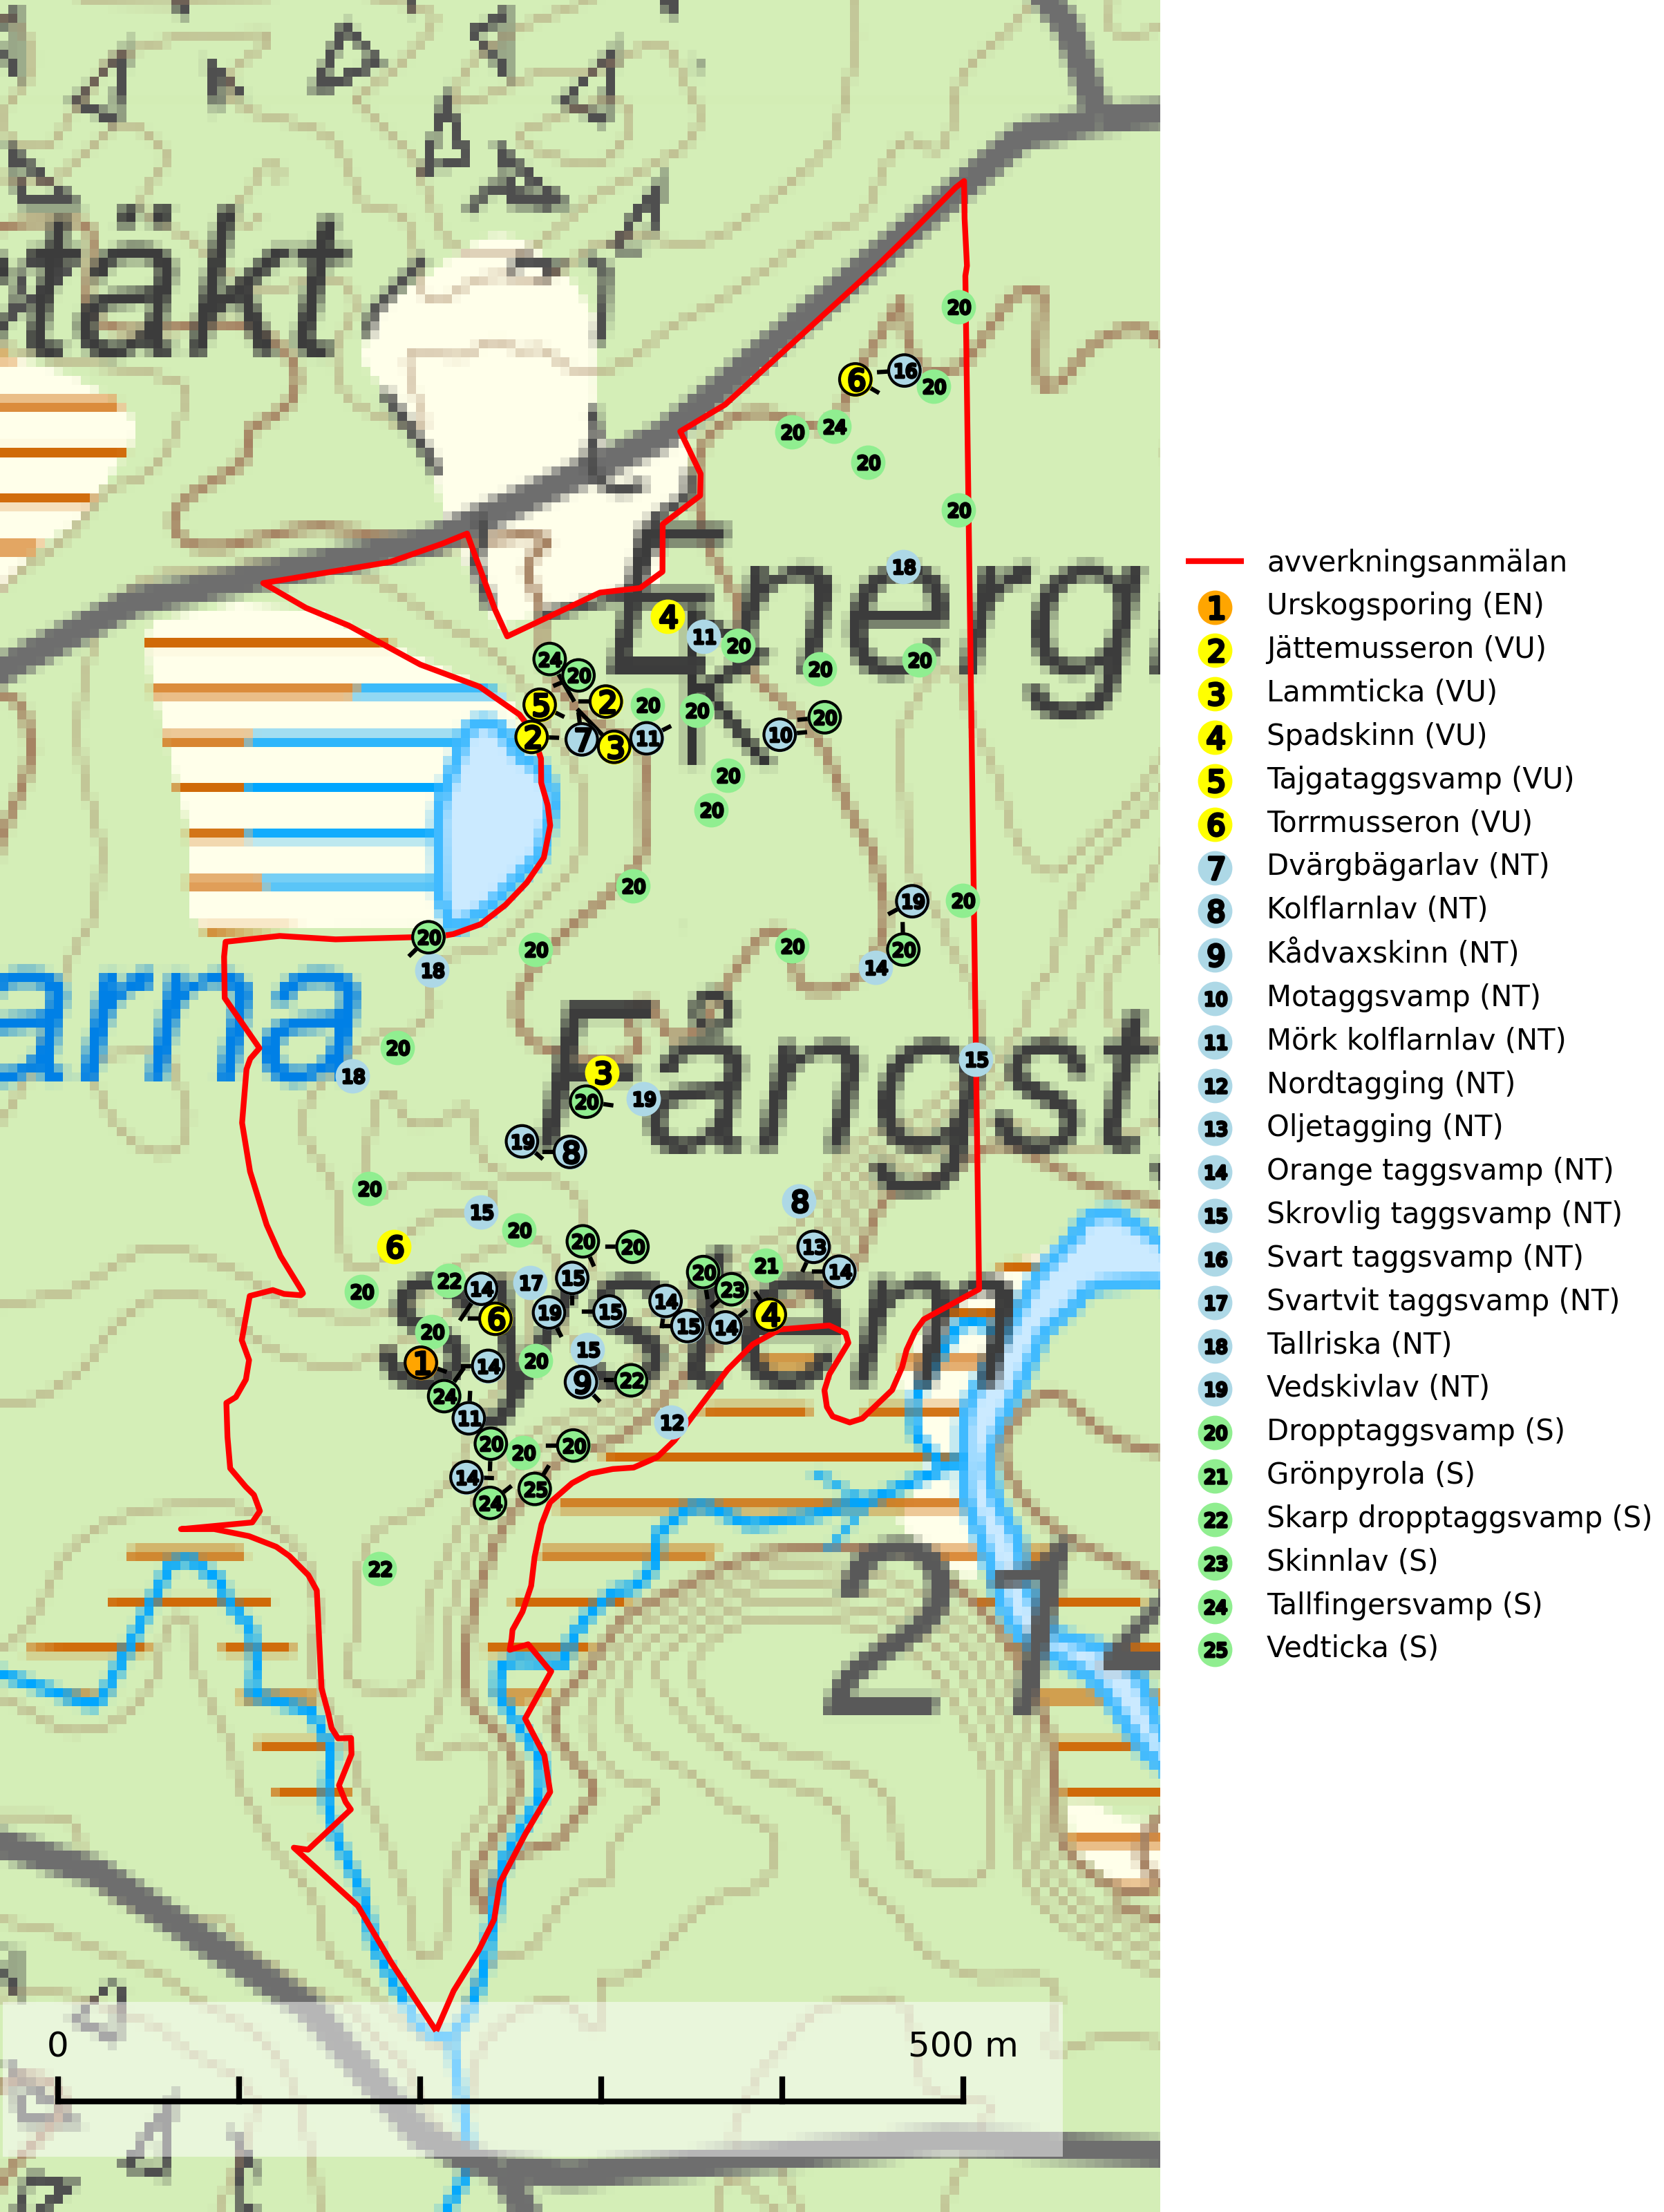 täkt
Energi
k
arna
Fångst
system
212
0
500 m
avverkningsanmälan
1 Urskogsporing (EN)
2 Jättemusseron (VU)
3 Lammticka (VU)
4 Spadskinn (VU)
5 Tajgataggsvamp (VU)
6 Torrmusseron (VU)
7 Dvärgbägarlav (NT)
8 Kolflarnlav (NT)
9 Kådvaxskinn (NT)
10 Motaggsvamp (NT)
11 Mörk kolflarnlav (NT)
12 Nordtagging (NT)
13 Oljetagging (NT)
14 Orange taggsvamp (NT)
15 Skrovlig taggsvamp (NT)
16 Svart taggsvamp (NT)
17 Svartvit taggsvamp (NT)
18 Tallriska (NT)
19 Vedskivlav (NT)
20 Dropptaggsvamp (S)
21 Grönpyrola (S)
22 Skarp dropptaggsvamp (S)
23 Skinnlav (S)
24 Tallfingersvamp (S)
25 Vedticka (S)